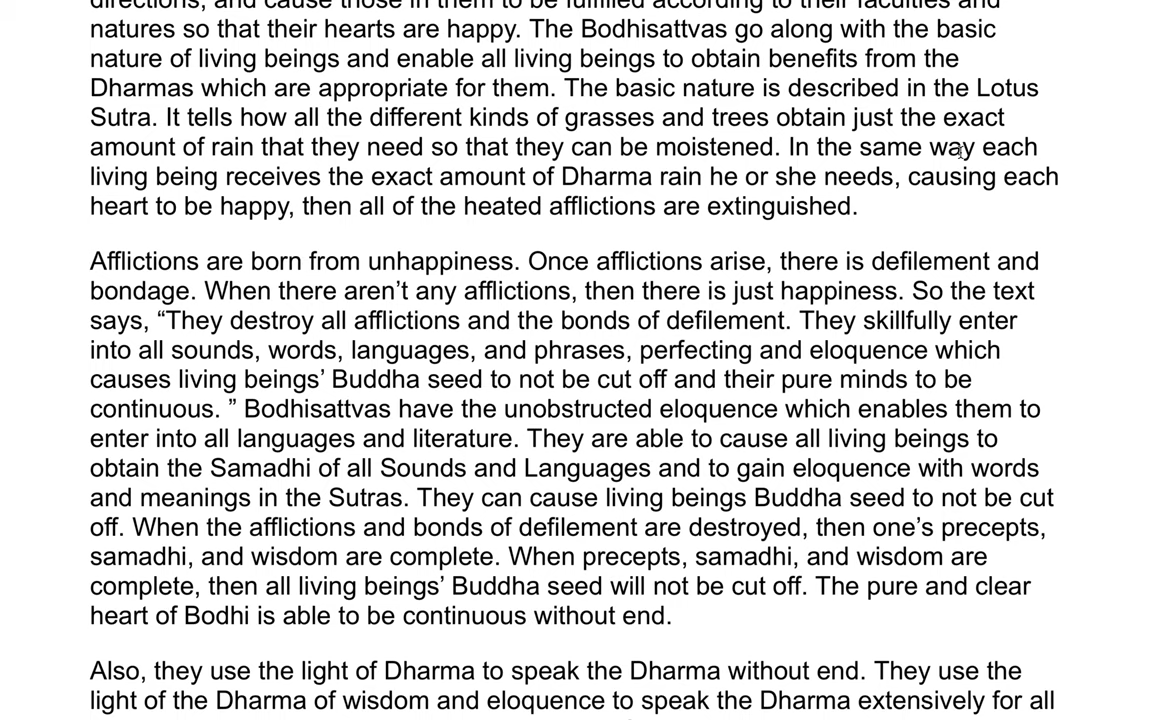 directions, and cause those in them to be fulfilled according to their faculties and
natures so that their hearts are happy. The Bodhisattvas go along with the basic
nature of living beings and enable all living beings to obtain benefits from the
Dharmas which are appropriate for them. The basic nature is described in the Lotus
Sutra. It tells how all the different kinds of grasses and trees obtain just the exact
amount of rain that they need so that they can be moistened. In the same way each
living being receives the exact amount of Dharma rain he or she needs, causing each
heart to be happy, then all of the heated afflictions are extinguished.
Afflictions are born from unhappiness. Once afflictions arise, there is defilement and
bondage. When there aren’t any afflictions, then there is just happiness. So the text
says, “They destroy all afflictions and the bonds of defilement. They skillfully enter
into all sounds, words, languages, and phrases, perfecting and eloquence which
causes living beings’ Buddha seed to not be cut off and their pure minds to be
continuous. ” Bodhisattvas have the unobstructed eloquence which enables them to
enter into all languages and literature. They are able to cause all living beings to
obtain the Samadhi of all Sounds and Languages and to gain eloquence with words
and meanings in the Sutras. They can cause living beings Buddha seed to not be cut
off. When the afflictions and bonds of defilement are destroyed, then one’s precepts,
samadhi, and wisdom are complete. When precepts, samadhi, and wisdom are
complete, then all living beings’ Buddha seed will not be cut off. The pure and clear
heart of Bodhi is able to be continuous without end.
Also, they use the light of Dharma to speak the Dharma without end. They use the
light of the Dharma of wisdom and eloquence to speak the Dharma extensively for all